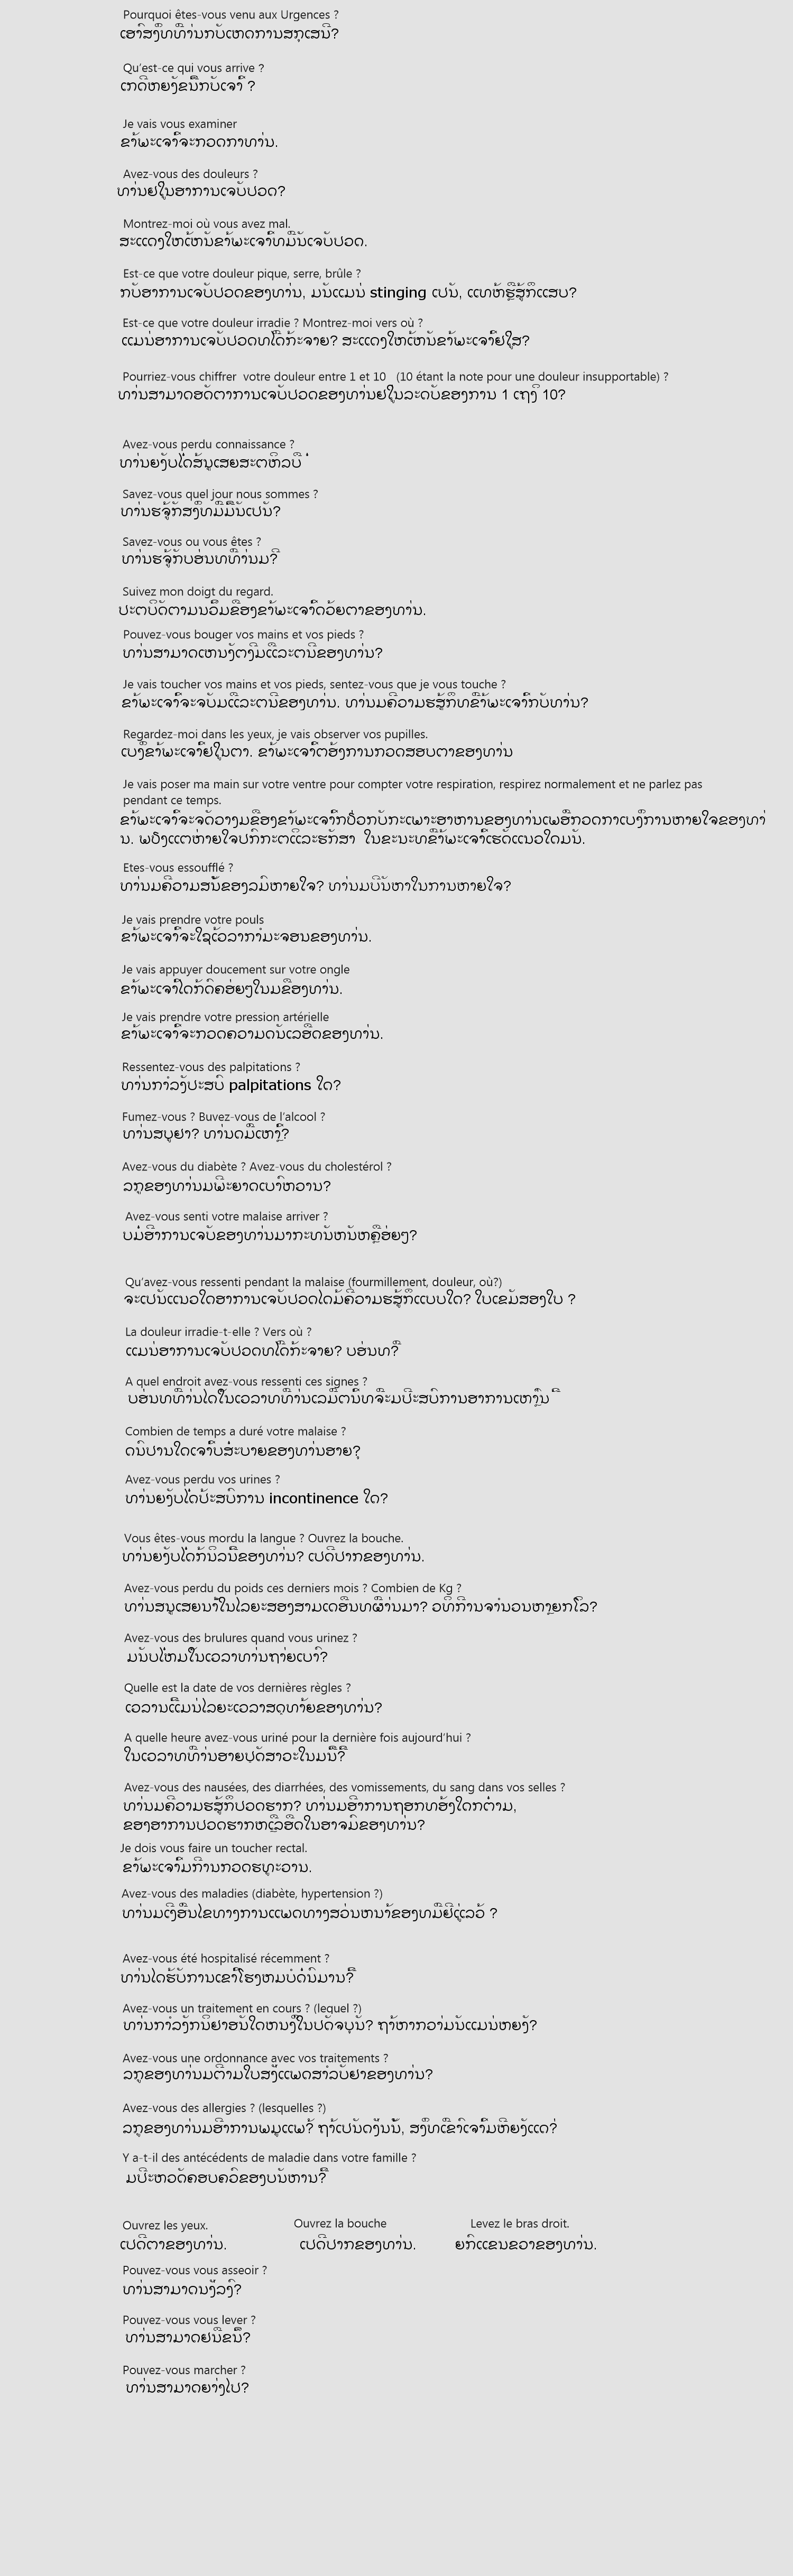 Pourquoi êtes-vous venu aux Urgences ?
ເອົາສິ່ງທີ່ທ່ານກັບເຫດການສຸກເສີນ?
Qu'est-ce qui vous arrive ?
ເກີດຫຍັງຂຶ້ນກັບເຈົ້າ ?
Je vais vous examiner
ຂ້າພະເຈົ້າຈະກວດກາທ່ານ.
Avez-vous des douleurs ?
ທ່ານຢູ່ໃນອາການເຈັບປວດ?
Montrez-moi où vous avez mal.
ສະແດງໃຫ້ເຫັນຂ້າພະເຈົ້າທີ່ມັນເຈັບປວດ.
Est-ce que votre douleur pique, serre, brûle ?
ກັບອາການເຈັບປວດຂອງທ່ານ, ມັນແມ່ນ stinging ເປັນ, ແທ້ຫຼືຮູ້ສຶກແສບ?
Est-ce que votre douleur irradie ? Montrez-moi vers où ?
ແມ່ນອາການເຈັບປວດທີ່ໄດ້ກະຈາຍ? ສະແດງໃຫ້ເຫັນຂ້າພະເຈົ້າຢູ່ໃສ?
Pourriez-vous chiffrer votre douleur entre 1 et 10 (10 étant la note pour une douleur insupportable) ?
ທ່ານສາມາດອັດຕາການເຈັບປວດຂອງທ່ານຢູ່ໃນລະດັບຂອງການ 1 ເຖິງ 10?
Avez-vous perdu connaissance ?
ທ່ານຍັງບໍ່ໄດ້ສູນເສຍສະຕິຫລືບໍ່
Savez-vous quel jour nous sommes ?
ທ່ານຮູ້ຈັກສິ່ງທີ່ມື້ມັນເປັນ?
Savez-vous ou vous êtes ?
ທ່ານຮູ້ຈັກບ່ອນທີ່ທ່ານມີ?
Suivez mon doigt du regard.
ປະຕິບັດຕາມນິ້ວມືຂອງຂ້າພະເຈົ້າດ້ວຍຕາຂອງທ່ານ.
Pouvez-vous bouger vos mains et vos pieds ?
ທ່ານສາມາດເຫນັງຕີງມືແລະຕີນຂອງທ່ານ?
Je vais toucher vos mains et vos pieds, sentez-vous que je vous touche ?
ຂ້າພະເຈົ້າຈະຈັບມືແລະຕີນຂອງທ່ານ. ທ່ານມີຄວາມຮູ້ສຶກທີ່ຂ້າພະເຈົ້າກັບທ່ານ?
Regardez-moi dans les yeux, je vais observer vos pupilles.
ເບິ່ງຂ້າພະເຈົ້າຢູ່ໃນຕາ. ຂ້າພະເຈົ້າຕ້ອງການກວດສອບຕາຂອງທ່ານ
Je vais poser ma main sur votre ventre pour compter votre respiration, respirez normalement et ne parlez pas
pendant ce temps.
ຂ້າພະເຈົ້າຈະຈັດວາງມືຂອງຂ້າພະເຈົ້າກ່ຽວກັບກະເພາະອາຫານຂອງທ່ານເພື່ອກວດກາເບິ່ງການຫາຍໃຈຂອງທ່າ
ນ. ພຽງແຕ່ຫາຍໃຈປົກກະຕິແລະຮັກສາ ໃນຂະນະທີ່ຂ້າພະເຈົ້າເຮັດແນວໃດມັນ.
Etes-vous essoufflé ?
ທ່ານມີຄວາມສັ້ນຂອງລົມຫາຍໃຈ? ທ່ານມີບັນຫາໃນການຫາຍໃຈ?
Je vais prendre votre pouls
ຂ້າພະເຈົ້າຈະໃຊ້ເວລາກໍາມະຈອນຂອງທ່ານ.
Je vais appuyer doucement sur votre ongle
ຂ້າພະເຈົ້າໄດ້ກົດຄ່ອຍໆໃນມືຂອງທ່ານ.
Je vais prendre votre pression artérielle
ຂ້າພະເຈົ້າຈະກວດຄວາມດັນເລືອດຂອງທ່ານ.
Ressentez-vous des palpitations ?
ທ່ານກໍາລັງປະສົບ palpitations ໃດ?
Fumez-vous ? Buvez-vous de l'alcool ?
ທ່ານສູບຢາ? ທ່ານດື່ມເຫຼົ້າ?
Avez-vous du diabète ? Avez-vous du cholestérol ?
ລູກຂອງທ່ານມີພະຍາດເບົາຫວານ?
Avez-vous senti votre malaise arriver ?
ບໍ່ມີອາການເຈັບຂອງທ່ານມາກະທັນຫັນຫຼືຄ່ອຍໆ?
Qu'avez-vous ressenti pendant la malaise (fourmillement, douleur, où?)
ຈະເປັນແນວໃດອາການເຈັບປວດໄດ້ມີຄວາມຮູ້ສຶກແບບໃດ? ໃບເຂັມສອງໃບ ?
La douleur irradie-t-elle ? Vers où ?
ແມ່ນອາການເຈັບປວດທີ່ໄດ້ກະຈາຍ? ບ່ອນທີ່?
A quel endroit avez-vous ressenti ces signes ?
ບ່ອນທີ່ທ່ານໄດ້ໃນເວລາທີ່ທ່ານເລີ່ມຕົ້ນທີ່ຈະມີປະສົບການອາການເຫຼົ່ານີ້
Combien de temps a duré votre malaise ?
ດົນປານໃດເຈົ້າບໍ່ສະບາຍຂອງທ່ານອາຍຸ?
Avez-vous perdu vos urines ?
ທ່ານຍັງບໍ່ໄດ້ປະສົບການ incontinence ໃດ?
Vous êtes-vous mordu la langue ? Ouvrez la bouche.
ທ່ານຍັງບໍ່ໄດ້ກັດລີ້ນຂອງທ່ານ? ເປີດປາກຂອງທ່ານ.
Avez-vous perdu du poids ces derniers mois ? Combien de Kg ?
ທ່ານສູນເສຍນ້ໍາໃນໄລຍະສອງສາມເດືອນທີ່ຜ່ານມາ? ວິທີການຈໍານວນຫຼາຍກິໂລ?
Avez-vous des brulures quand vous urinez ?
ມັນບໍ່ໄຫມ້ໃນເວລາທ່ານຖ່າຍເບົາ?
Quelle est la date de vos dernières règles ?
ເວລານີ້ແມ່ນໄລຍະເວລາສຸດທ້າຍຂອງທ່ານ?
A quelle heure avez-vous uriné pour la dernière fois aujourd'hui ?
ໃນເວລາທີ່ທ່ານອາຍປັດສາວະໃນມື້ນີ້?
Avez-vous des nausées, des diarrhées, des vomissements, du sang dans vos selles ?
ທ່ານມີຄວາມຮູ້ສຶກປວດຮາກ? ທ່ານມີອາການຖອກທ້ອງໃດກໍ່ຕາມ,
ຂອງອາການປວດຮາກຫຼືເລືອດໃນອາຈົມຂອງທ່ານ?
Je dois vous faire un toucher rectal.
ຂ້າພະເຈົ້າມີການກວດຮູທະວານ.
Avez-vous des maladies (diabète, hypertension ?)
ທ່ານມີເງື່ອນໄຂທາງການແພດທາງສ່ວນຫນ້າຂອງທີ່ມີຢູ່ແລ້ວ ?
Avez-vous été hospitalisé récemment ?
ທ່ານໄດ້ຮັບການເຂົ້າໂຮງຫມໍບໍ່ດົນມານີ້?
Avez-vous un traitement en cours ? (lequel ?)
ທ່ານກໍາລັງກິນຢາອັນໃດຫນຶ່ງໃນປັດຈຸບັນ? ຖ້າຫາກວ່າມັນແມ່ນຫຍັງ?
Avez-vous une ordonnance avec vos traitements ?
ລູກຂອງທ່ານມີຕາມໃບສັ່ງແພດສໍາລັບຢາຂອງທ່ານ?
Avez-vous des allergies ? (lesquelles ?)
ລູກຂອງທ່ານມີອາການພູມແພ້? ຖ້າເປັນດັ່ງນັ້ນ, ສິ່ງທີ່ເຂົາເຈົ້າມີຫຍັງແດ່?
Y a-t-il des antécédents de maladie dans votre famille ?
ມີປະຫວັດຄອບຄົວຂອງບັນຫານີ້?
Ouvrez les yeux. Ouvrez la bouche Levez le bras droit.
ເປີດຕາຂອງທ່ານ. ເປີດປາກຂອງທ່ານ. ຍົກແຂນຂວາຂອງທ່ານ.
Pouvez-vous vous asseoir ?
ທ່ານສາມາດນັ່ງລົງ?
Pouvez-vous vous lever ?
ທ່ານສາມາດຢືນຂຶ້ນ?
Pouvez-vous marcher ?
ທ່ານສາມາດຍ່າງໄປ?